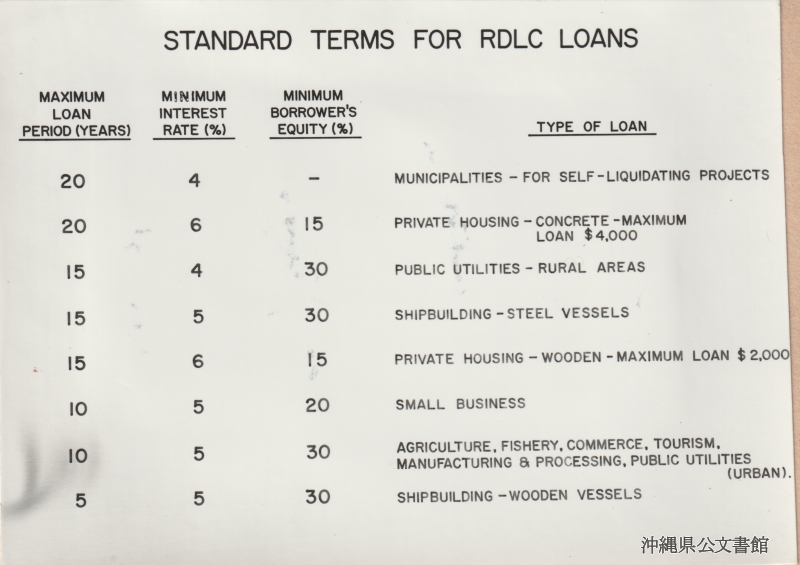 STANDARD TERMS FOR RDLC LOANS
MAXIMUM LOAN PERIOD (YEARS) MINIMUM INTEREST RATE (%) MINIMUM BORROWER'S EQUITY (%) TYPE OF LOAN
20 4 – MUNICIPALITIES – FOR SELF-LIQUIDATING PROJECTS
20 6 15 PRIVATE HOUSING – CONCRETE – MAXIMUM
LOAN $4,000
15 4 30 PUBLIC UTILITIES – RURAL AREAS
15 5 30 SHIPBUILDING – STEEL VESSELS
15 6 15 PRIVATE HOUSING – WOODEN – MAXIMUM LOAN $2,000
10 5 20 SMALL BUSINESS
10 5 30 AGRICULTURE, FISHERY, COMMERCE, TOURISM,
MANUFACTURING & PROCESSING, PUBLIC UTILITIES
(URBAN).
5 5 30 SHIPBUILDING – WOODEN VESSELS
沖縄県公文書館